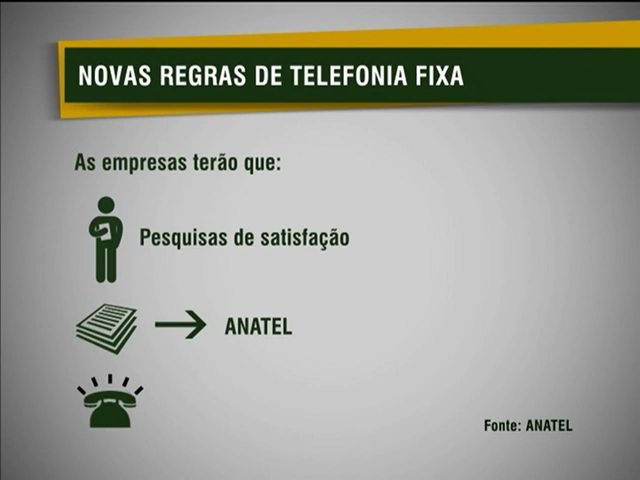 NOVAS REGRAS DE TELEFONIA FIXA
As empresas terão que:
Pesquisas de satisfação
ANATEL
Fonte: ANATEL